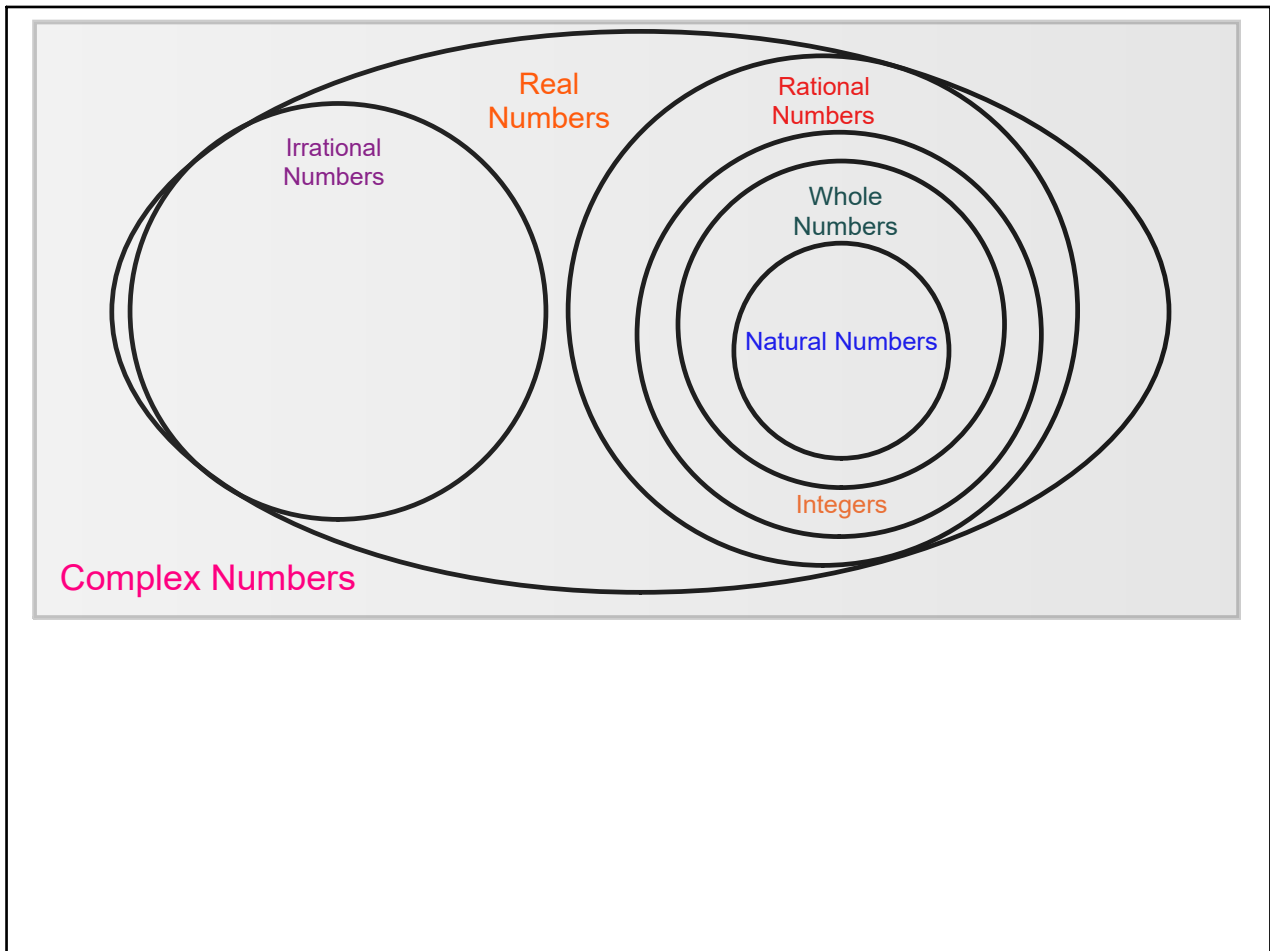 Real
Numbers
Rational
Numbers
Irrational
Numbers
Whole
Numbers
Natural Numbers
Integers
Complex Numbers